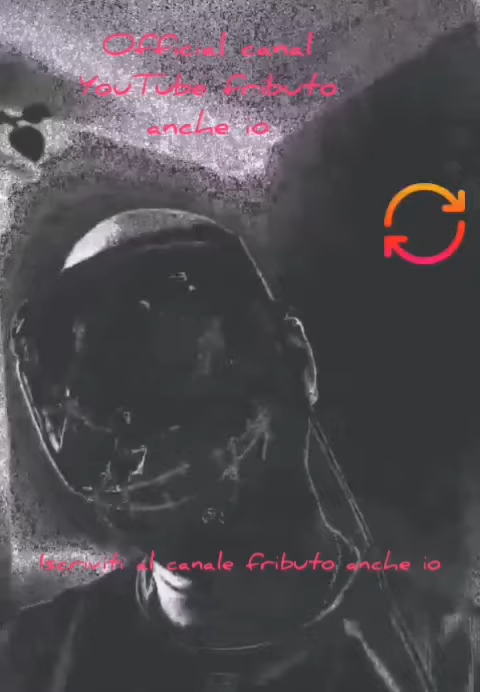 Official canal
YouTube fributo
anche io
Iscriviti al canale fributo anche io